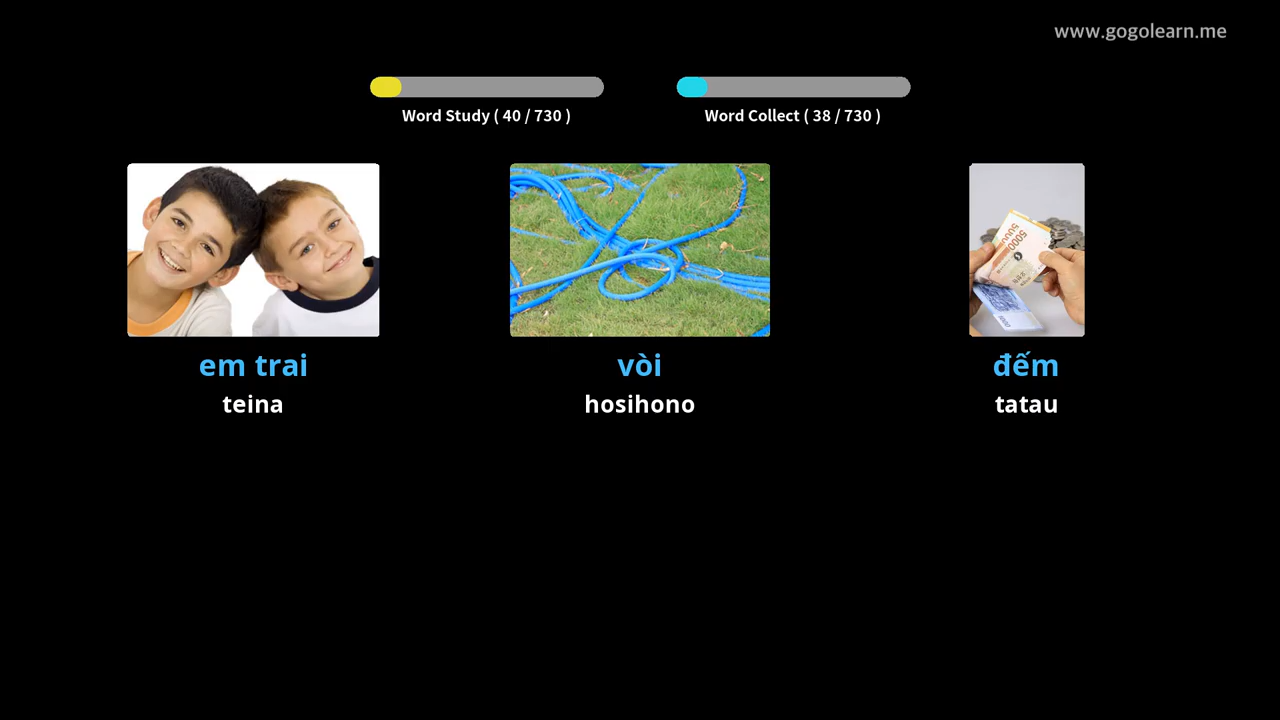 www.gogolearn.me
Word Study ( 40 / 730 )
Word Collect ( 38 / 730 )
em trai
vòi
đếm
teina
hosihono
tatau